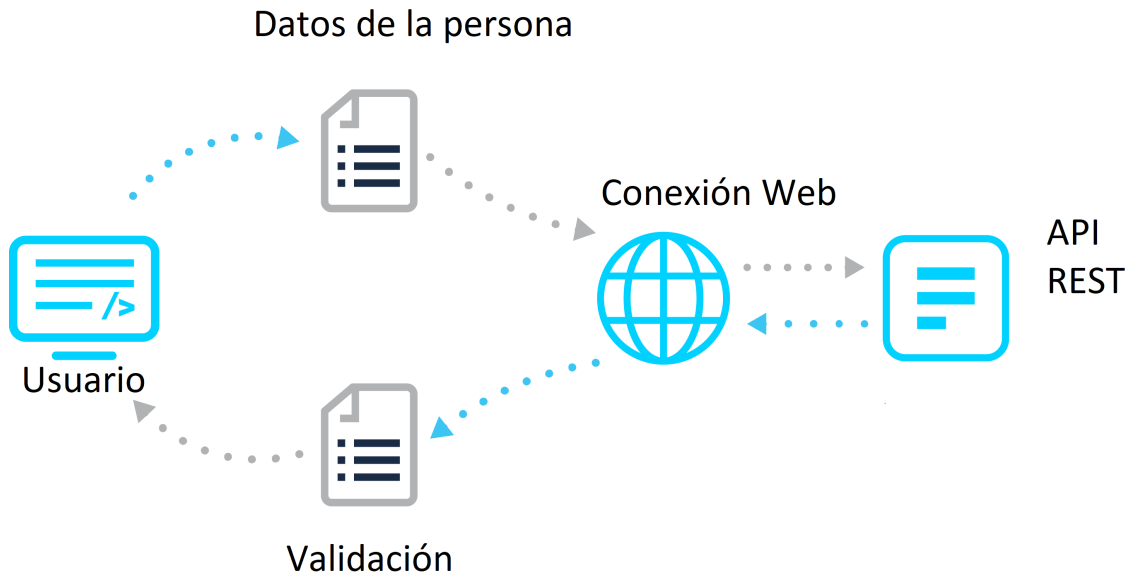 Datos de la persona
Conexión Web
API
REST
</>
Usuario
Validación